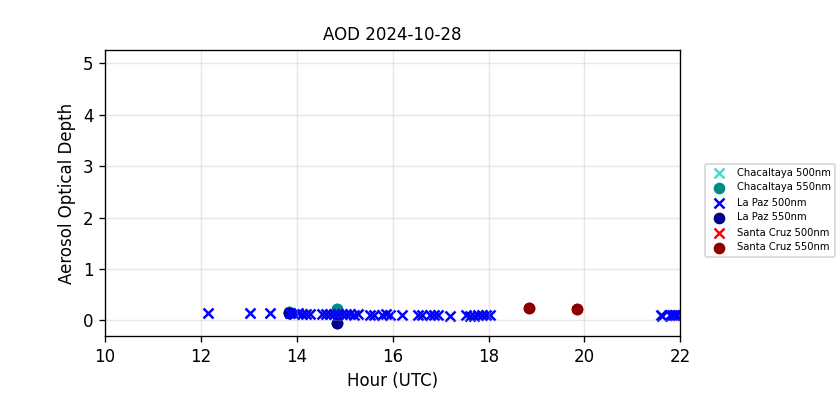 AOD 2024-10-28
Aerosol Optical Depth
5
4
3
2
1
0
10 12 14 16 18 20 22
Hour (UTC)
Chacaltaya 500nm
Chacaltaya 550nm
La Paz 500nm
La Paz 550nm
Santa Cruz 500nm
Santa Cruz 550nm